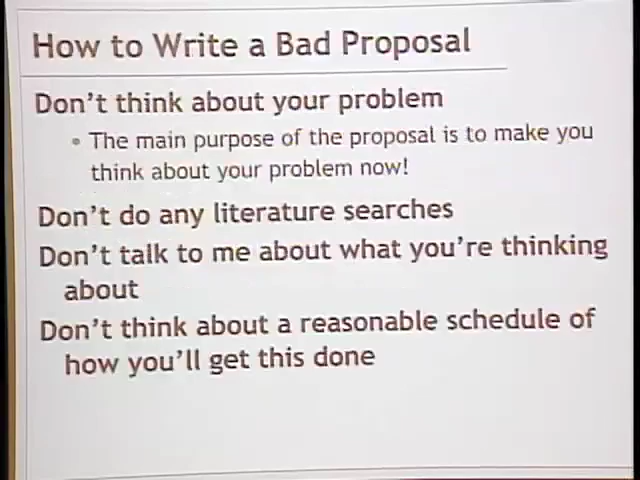 How to Write a Bad Proposal
Don't think about your problem
• The main purpose of the proposal is to make you
think about your problem now!
Don't do any literature searches
Don't talk to me about what you're thinking
about
Don't think about a reasonable schedule of
how you'll get this done